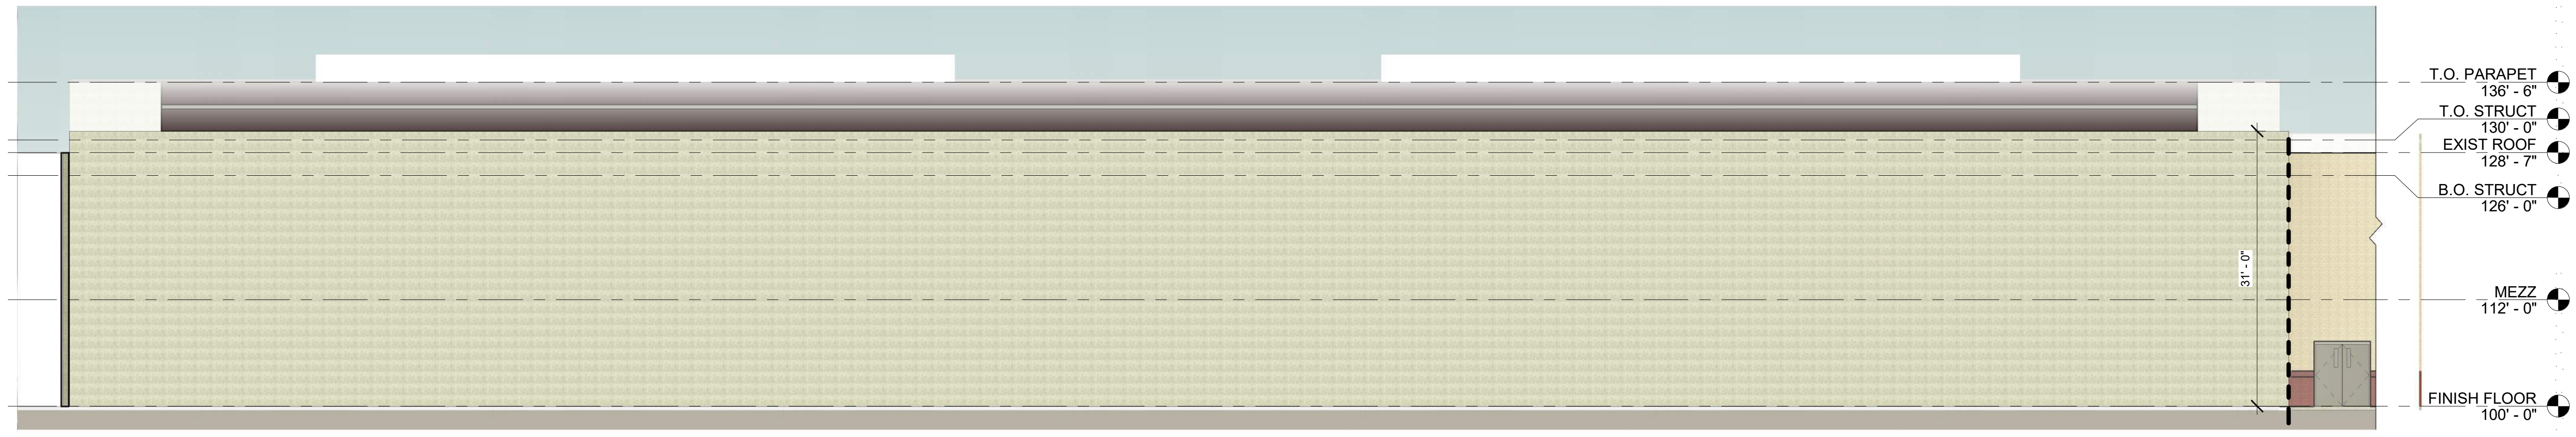 T.O. PARAPET
136' - 6"
T.O. STRUCT
130' - 0"
EXIST ROOF
128' - 7"
B.O. STRUCT
126' - 0"
31' - 0"
MEZZ
112' - 0"
FINISH FLOOR
100' - 0"